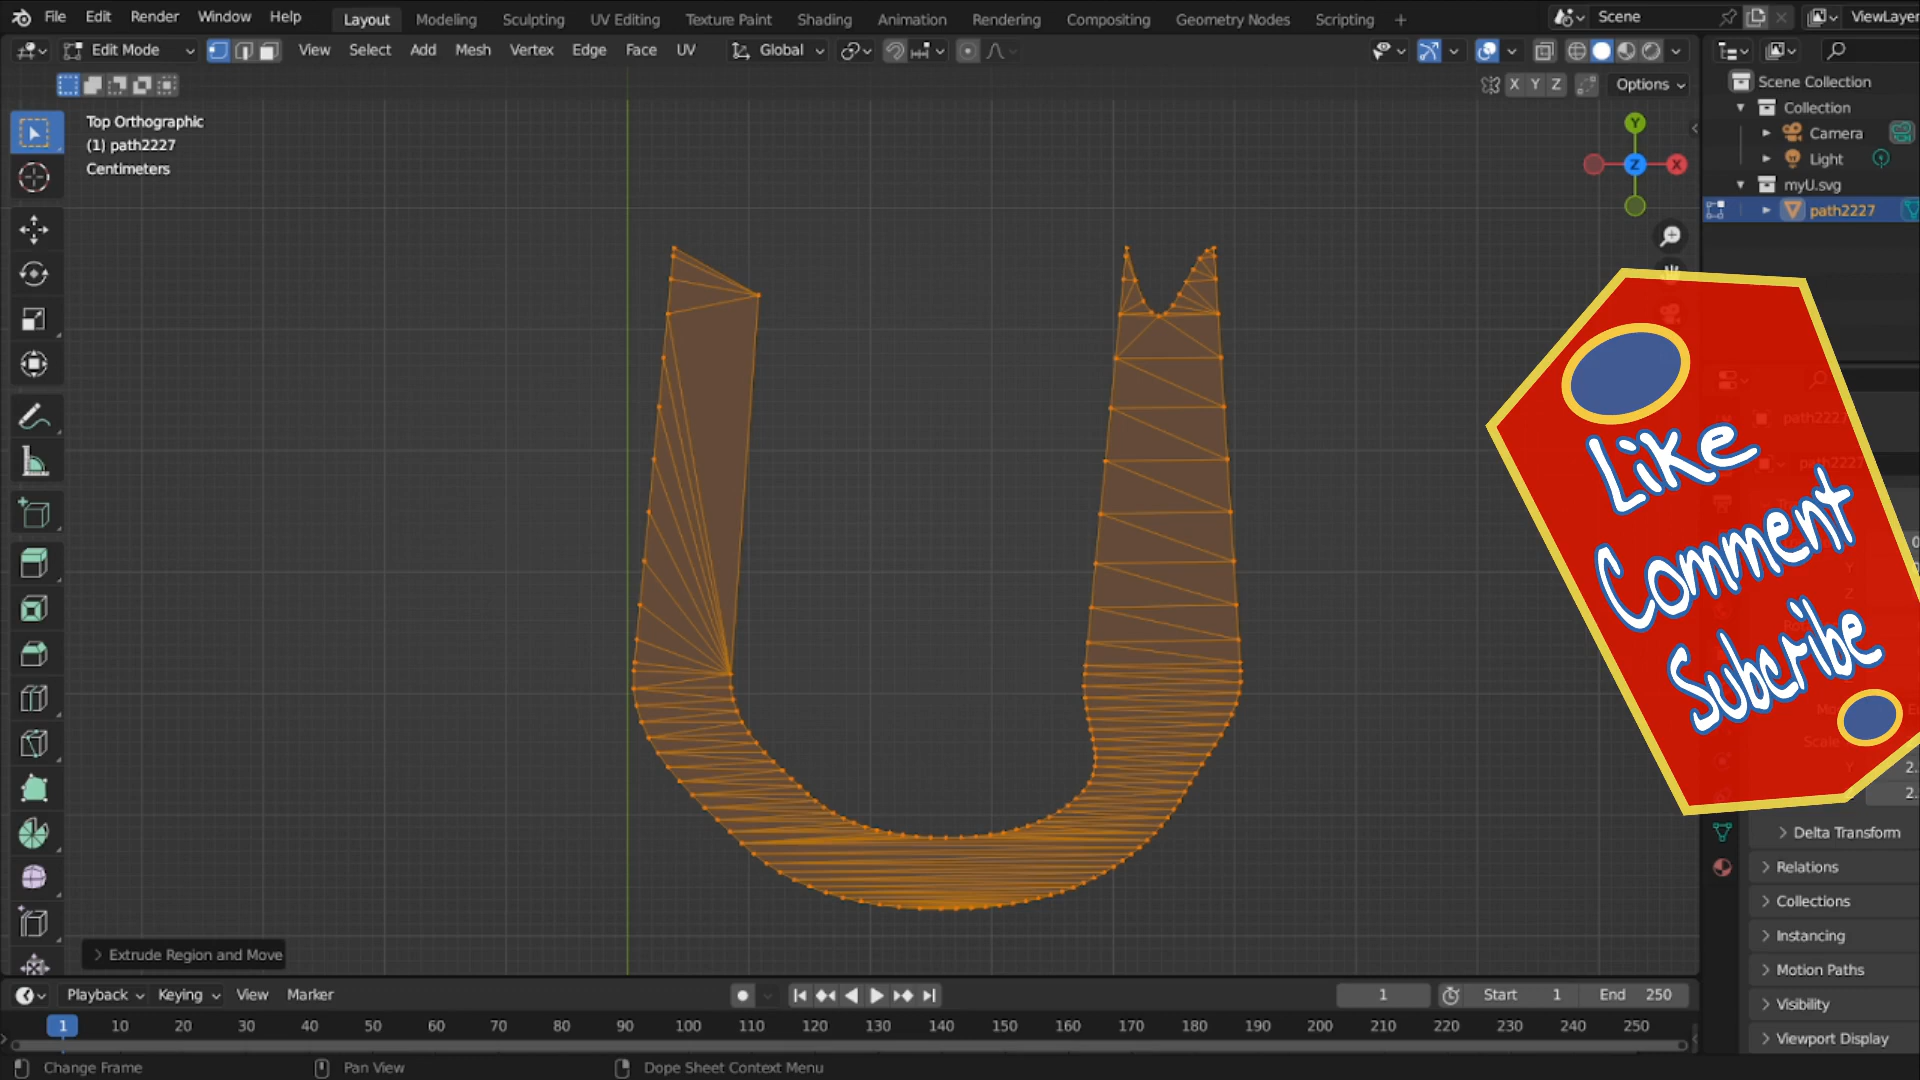 File Edit Render Window Help Layout Modeling Sculpting UV Editing Texture Paint Shading Animation Rendering Compositing Geometry Nodes Scripting + Scene ViewLayer
Edit Mode View Select Add Mesh Vertex Edge Face UV Global
X Y Z Options
Top Orthographic
(1) path2227
Centimeters
Y
Z
X
Scene Collection
Collection
Camera
Light
myU.svg
path2227
Like
Comment
Subcribe
path2227
path2227
Scale
Y 2.
2.
Delta Transform
Relations
Collections
Instancing
Motion Paths
Visibility
Viewport Display
Extrude Region and Move
Playback Keying View Marker 1 Start 1 End 250
1 10 20 30 40 50 60 70 80 90 100 110 120 130 140 150 160 170 180 190 200 210 220 230 240 250
Change Frame Pan View Dope Sheet Context Menu